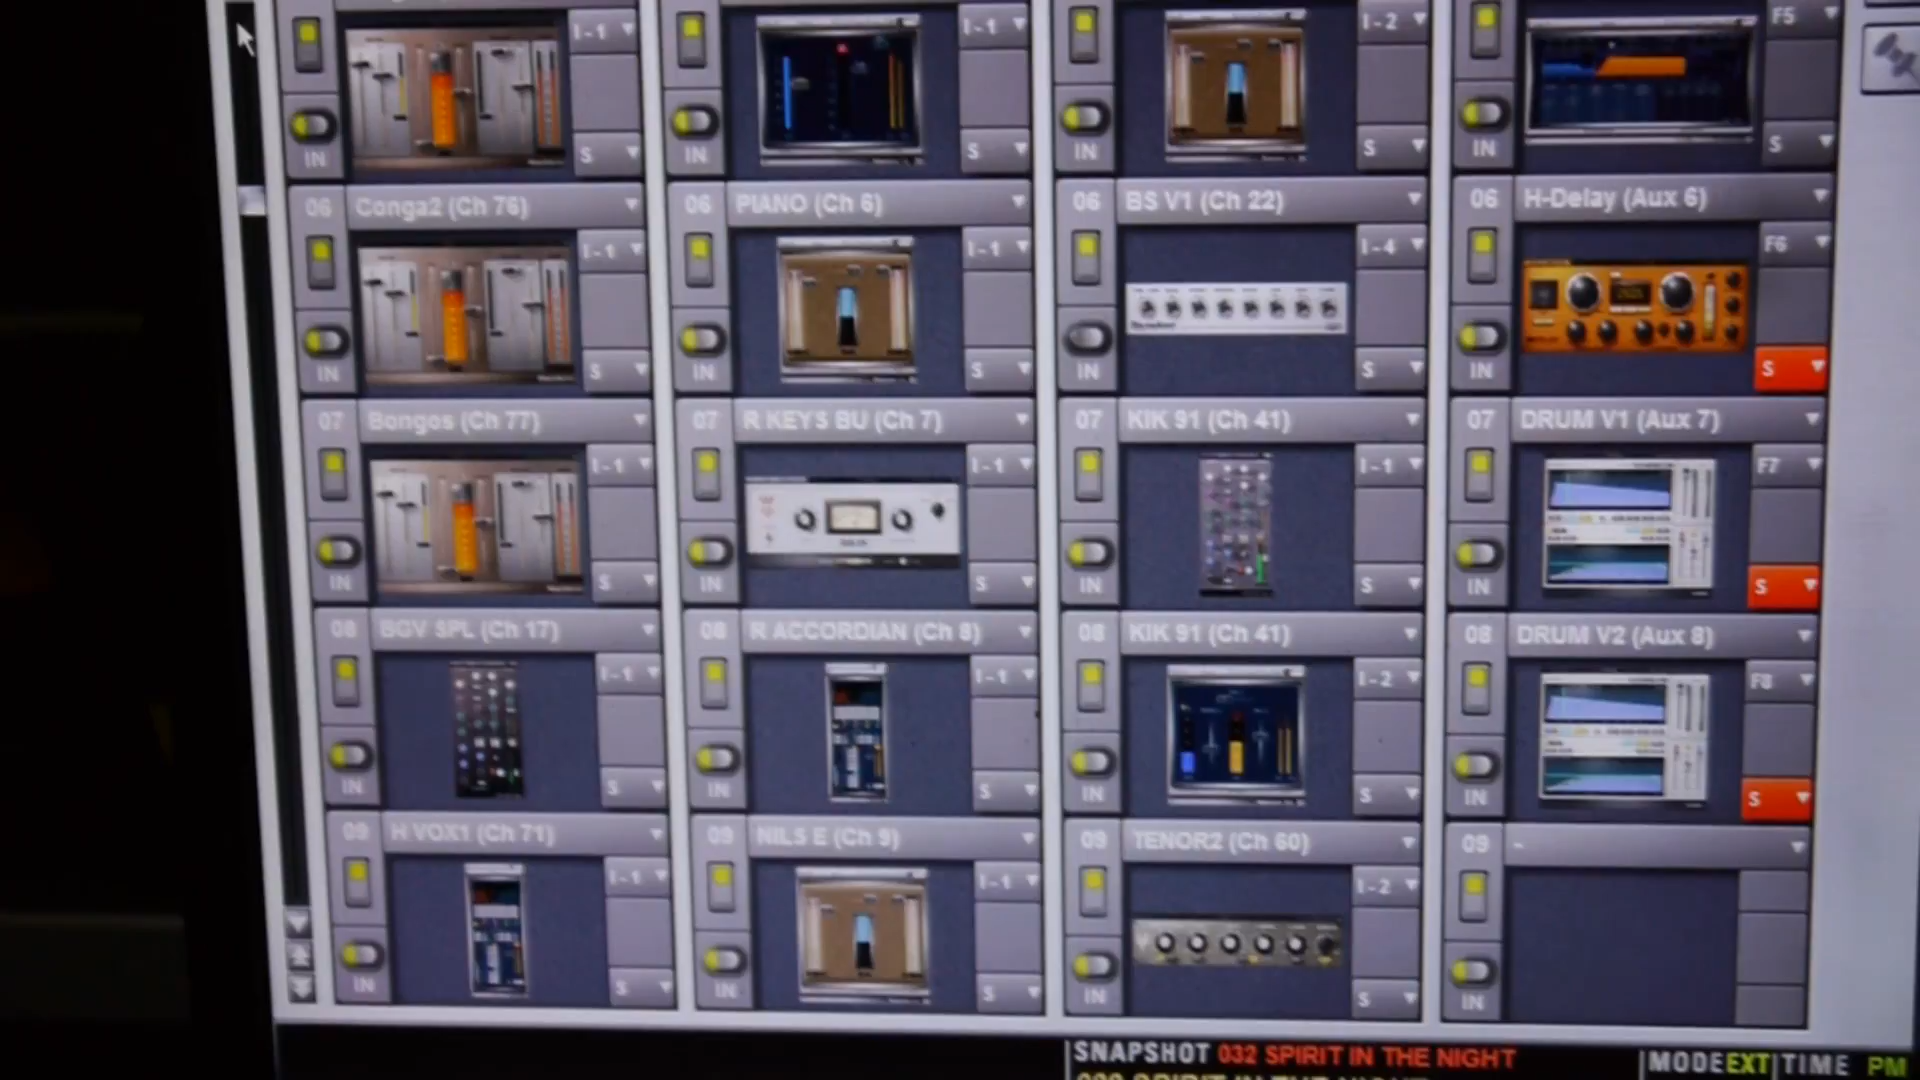 I-1 I-1 I-2 F5
S S S S
IN IN IN IN
06 Conga2 (Ch 76) 06 PIANO (Ch 6) 06 BS V1 (Ch 22) 06 H-Delay (Aux 6)
I-1 I-1 I-4 F6
S S S S
IN IN IN IN
07 Bongos (Ch 77) 07 R KEYS BU (Ch 7) 07 KIK 91 (Ch 41) 07 DRUM V1 (Aux 7)
I-1 I-1 I-1 F7
S S S S
IN IN IN IN
08 BGV SPL (Ch 17) 08 R ACCORDIAN (Ch 8) 08 KIK 91 (Ch 41) 08 DRUM V2 (Aux 8)
I-1 I-1 I-2 F8
S S S S
IN IN IN IN
09 H VOX1 (Ch 71) 09 NILS E (Ch 9) 09 TENOR2 (Ch 60) 09 -
I-1 I-1 I-2
S S S
IN IN IN IN
SNAPSHOT 032 SPIRIT IN THE NIGHT MODE EXT TIME PM